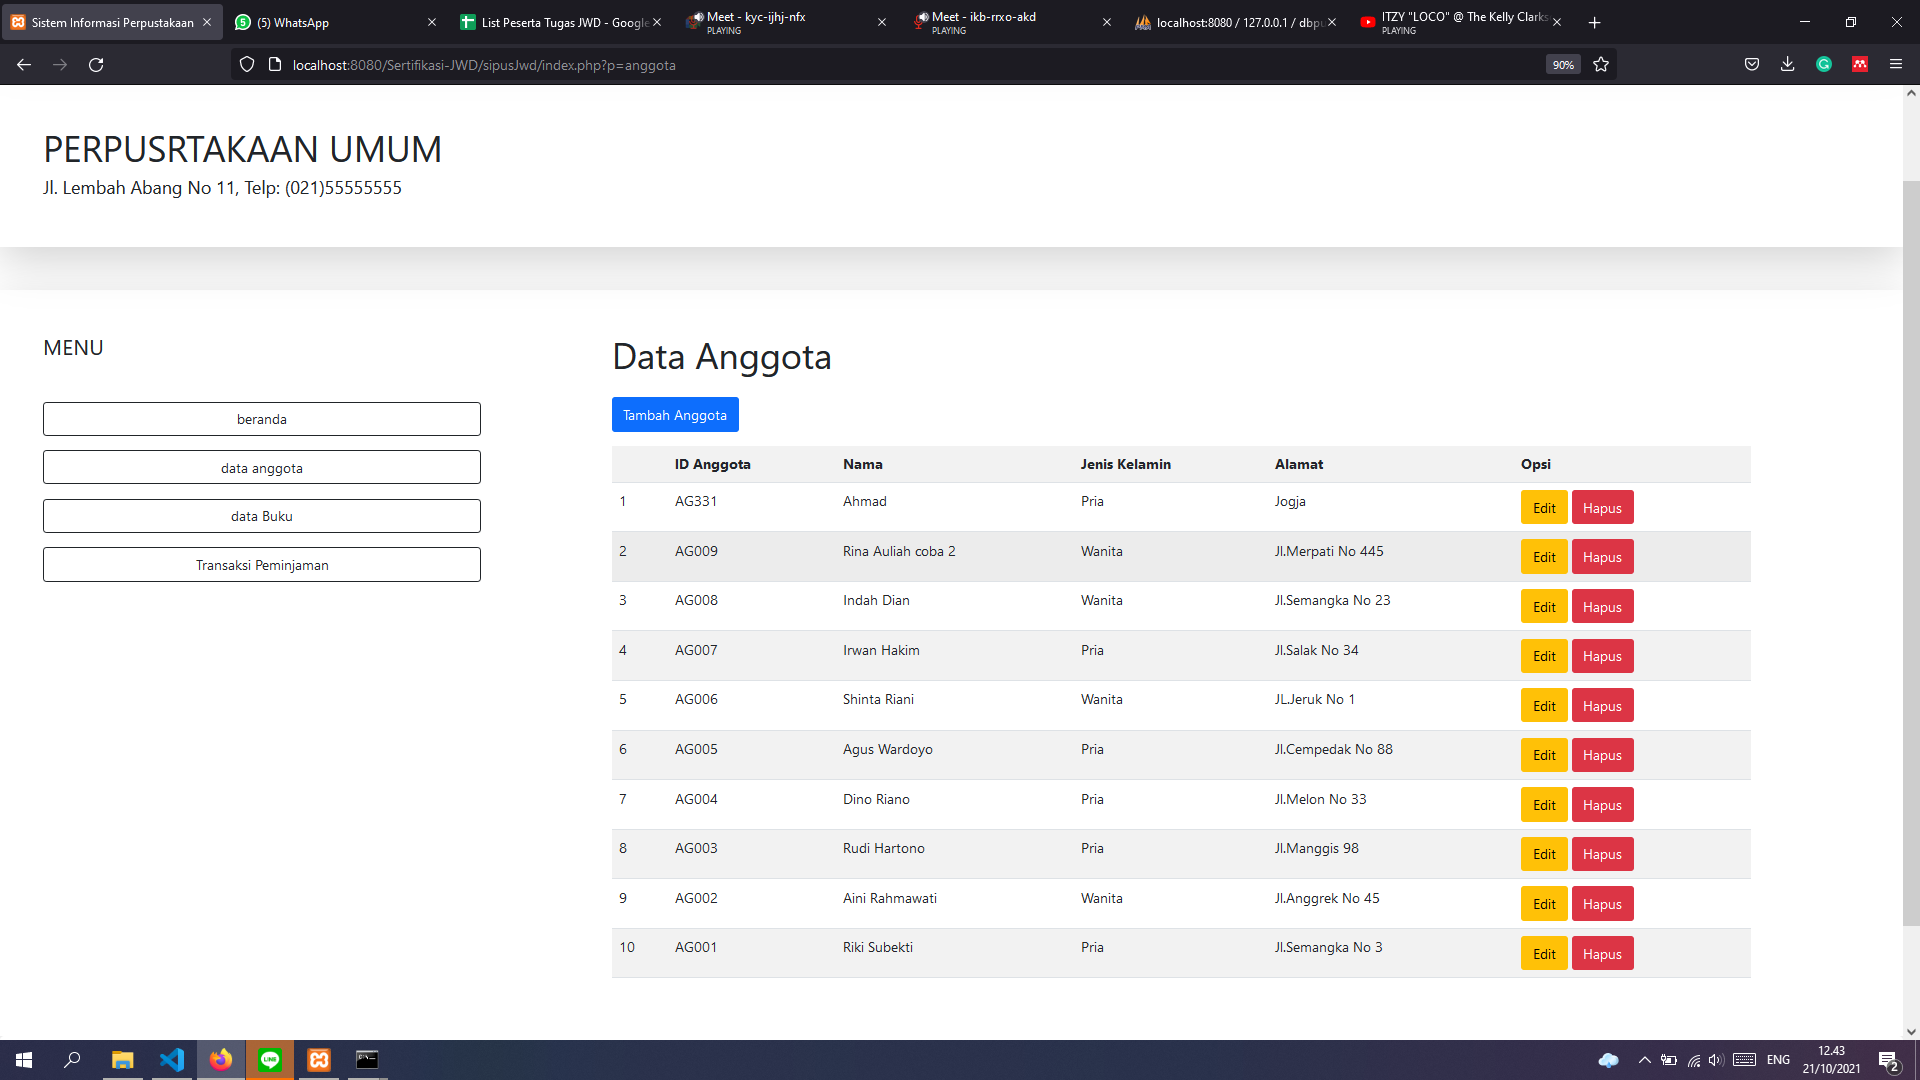 Sistem Informasi Perpustakaan
(5) WhatsApp
List Peserta Tugas JWD - Google
Meet - kyc-ijhj-nfx
PLAYING
Meet - ikb-rrxo-akd
PLAYING
localhost:8080 / 127.0.0.1 / dbpu
ITZY "LOCO" @ The Kelly Clarks
PLAYING
localhost:8080/Sertifikasi-JWD/sipusJwd/index.php?p=anggota
90%
PERPUSRTAKAAN UMUM
Jl. Lembah Abang No 11, Telp: (021)55555555
MENU
beranda
data anggota
data Buku
Transaksi Peminjaman
Data Anggota
Tambah Anggota
ID Anggota Nama Jenis Kelamin Alamat Opsi
1 AG331 Ahmad Pria Jogja Edit Hapus
2 AG009 Rina Auliah coba 2 Wanita Jl.Merpati No 445 Edit Hapus
3 AG008 Indah Dian Wanita Jl.Semangka No 23 Edit Hapus
4 AG007 Irwan Hakim Pria Jl.Salak No 34 Edit Hapus
5 AG006 Shinta Riani Wanita JL.Jeruk No 1 Edit Hapus
6 AG005 Agus Wardoyo Pria Jl.Cempedak No 88 Edit Hapus
7 AG004 Dino Riano Pria Jl.Melon No 33 Edit Hapus
8 AG003 Rudi Hartono Pria Jl.Manggis 98 Edit Hapus
9 AG002 Aini Rahmawati Wanita Jl.Anggrek No 45 Edit Hapus
10 AG001 Riki Subekti Pria Jl.Semangka No 3 Edit Hapus
LINE
ENG
12.43
21/10/2021
2